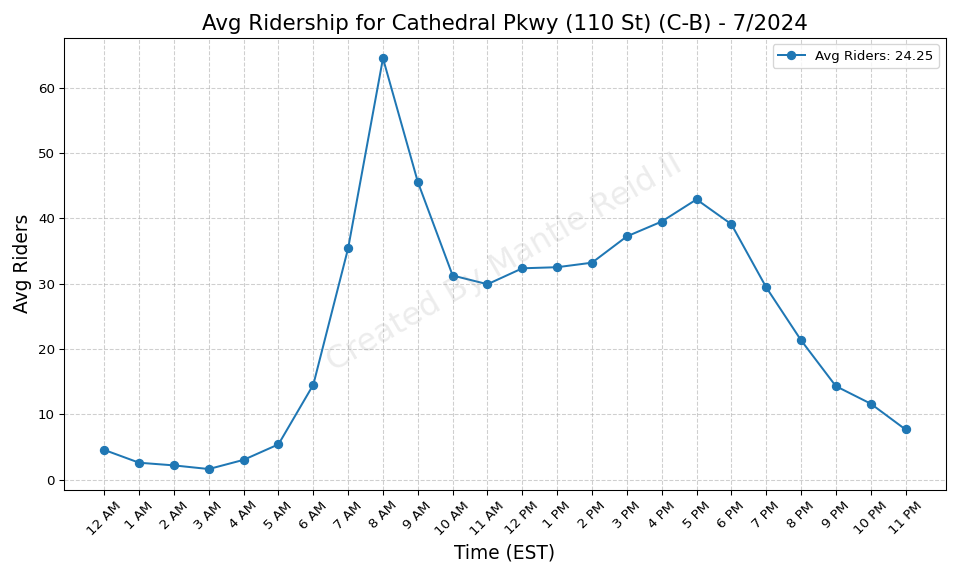 Avg Ridership for Cathedral Pkwy (110 St) (C-B) - 7/2024
Avg Riders: 24.25
60
50
40
30
20
10
0
Avg Riders
Created By Mantie Reid II
12 AM
1 AM
2 AM
3 AM
4 AM
5 AM
6 AM
7 AM
8 AM
9 AM
10 AM
11 AM
12 PM
1 PM
2 PM
3 PM
4 PM
5 PM
6 PM
7 PM
8 PM
9 PM
10 PM
11 PM
Time (EST)